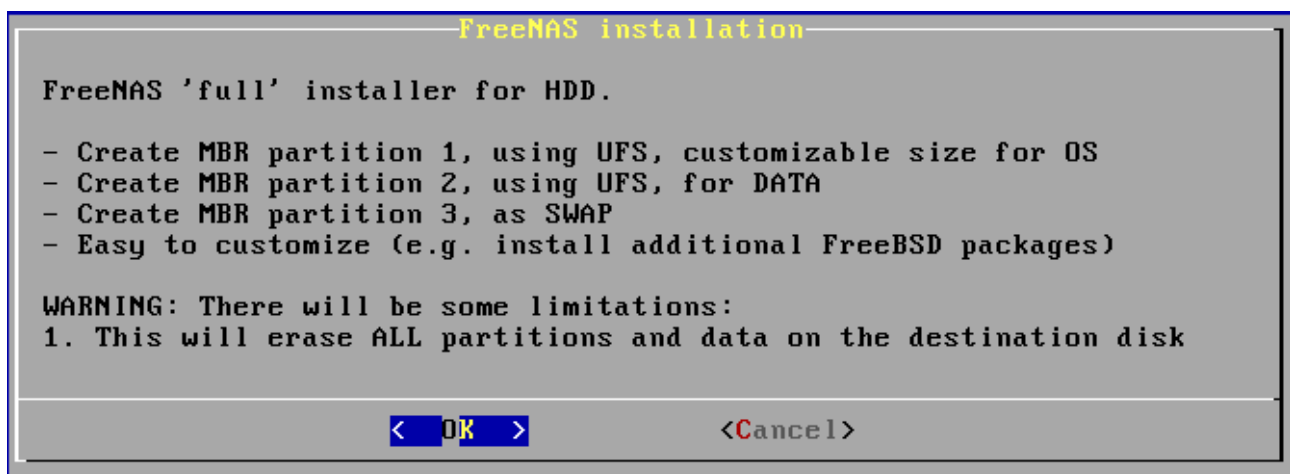 FreeNAS installation
FreeNAS 'full' installer for HDD.
- Create MBR partition 1, using UFS, customizable size for OS
- Create MBR partition 2, using UFS, for DATA
- Create MBR partition 3, as SWAP
- Easy to customize (e.g. install additional FreeBSD packages)
WARNING: There will be some limitations:
1. This will erase ALL partitions and data on the destination disk
< OK > <Cancel>